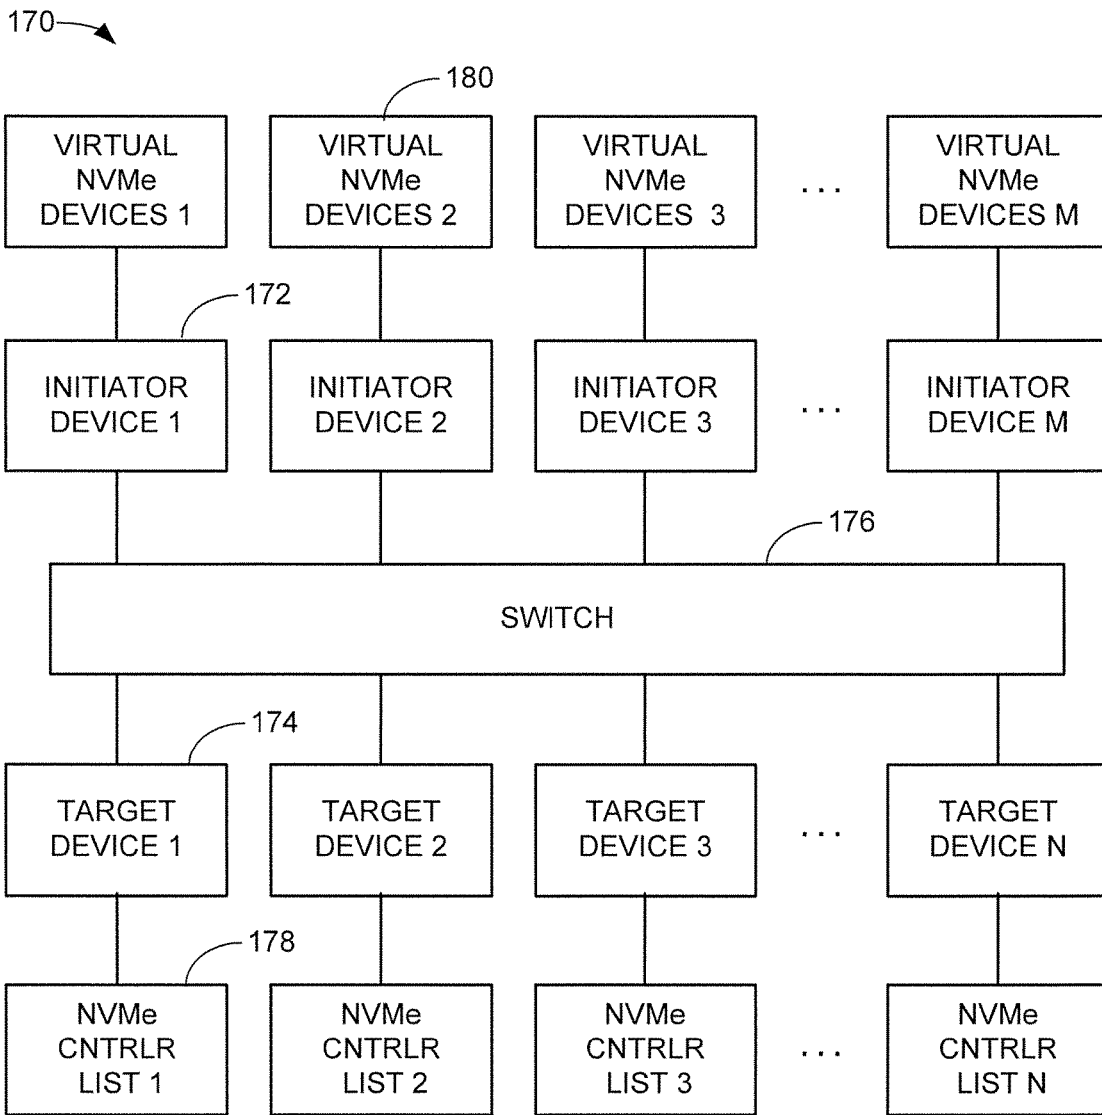 170
180
VIRTUAL
NVMe
DEVICES 1
VIRTUAL
NVMe
DEVICES 2
VIRTUAL
NVMe
DEVICES 3
...
VIRTUAL
NVMe
DEVICES M
172
INITIATOR
DEVICE 1
INITIATOR
DEVICE 2
INITIATOR
DEVICE 3
...
INITIATOR
DEVICE M
176
SWITCH
174
TARGET
DEVICE 1
TARGET
DEVICE 2
TARGET
DEVICE 3
...
TARGET
DEVICE N
178
NVMe
CNTRLR
LIST 1
NVMe
CNTRLR
LIST 2
NVMe
CNTRLR
LIST 3
...
NVMe
CNTRLR
LIST N